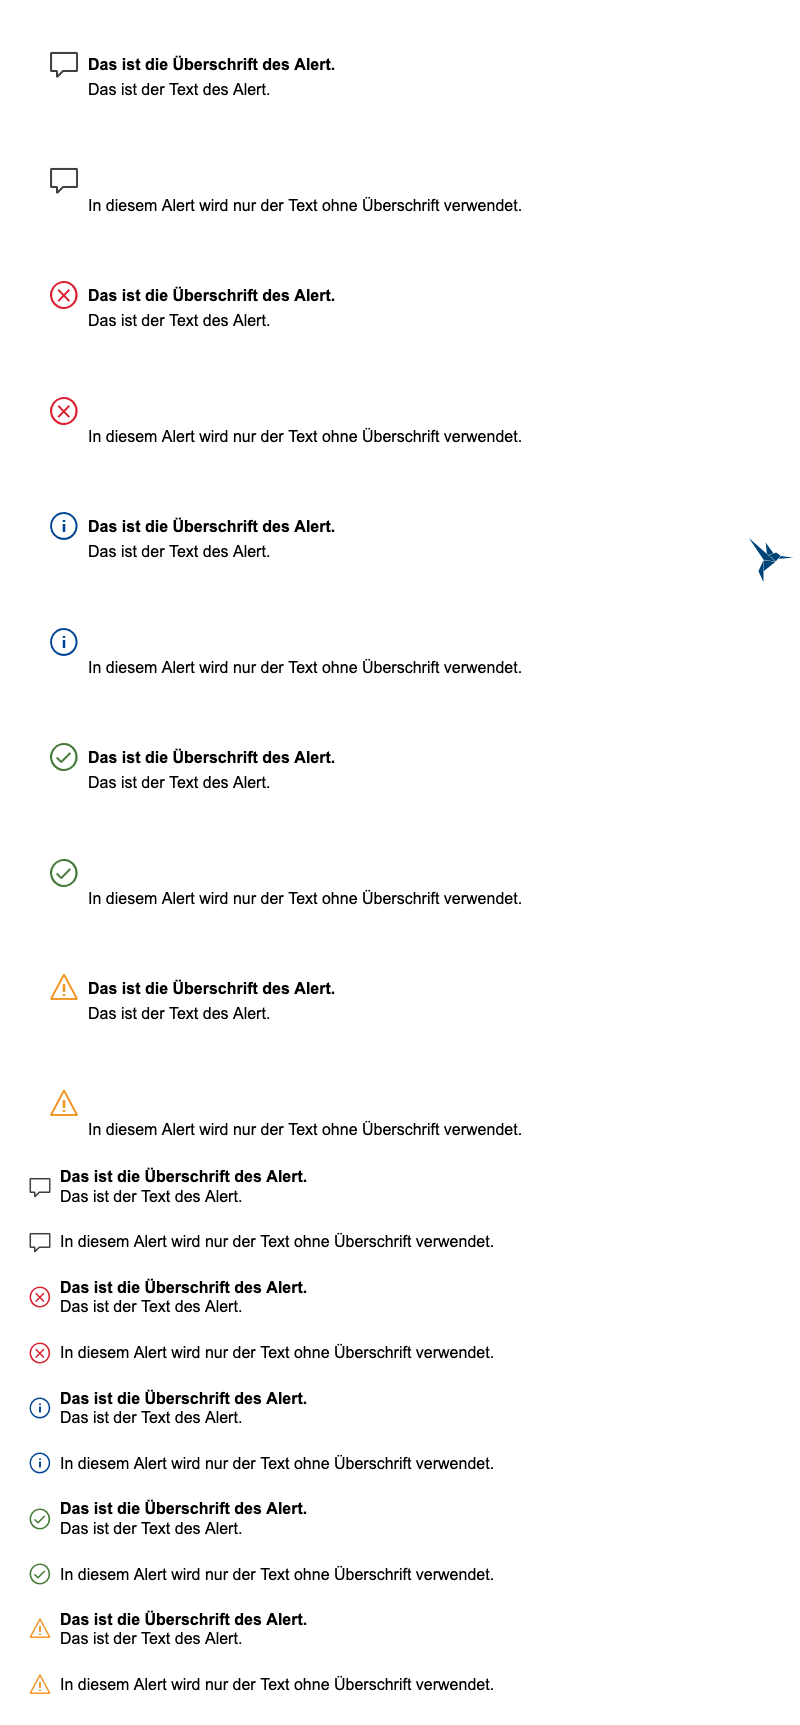 Das ist die Überschrift des Alert.
Das ist der Text des Alert.
In diesem Alert wird nur der Text ohne Überschrift verwendet.
Das ist die Überschrift des Alert.
Das ist der Text des Alert.
In diesem Alert wird nur der Text ohne Überschrift verwendet.
Das ist die Überschrift des Alert.
Das ist der Text des Alert.
In diesem Alert wird nur der Text ohne Überschrift verwendet.
Das ist die Überschrift des Alert.
Das ist der Text des Alert.
In diesem Alert wird nur der Text ohne Überschrift verwendet.
Das ist die Überschrift des Alert.
Das ist der Text des Alert.
In diesem Alert wird nur der Text ohne Überschrift verwendet.
Das ist die Überschrift des Alert.
Das ist der Text des Alert.
In diesem Alert wird nur der Text ohne Überschrift verwendet.
Das ist die Überschrift des Alert.
Das ist der Text des Alert.
In diesem Alert wird nur der Text ohne Überschrift verwendet.
Das ist die Überschrift des Alert.
Das ist der Text des Alert.
In diesem Alert wird nur der Text ohne Überschrift verwendet.
Das ist die Überschrift des Alert.
Das ist der Text des Alert.
In diesem Alert wird nur der Text ohne Überschrift verwendet.
Das ist die Überschrift des Alert.
Das ist der Text des Alert.
In diesem Alert wird nur der Text ohne Überschrift verwendet.